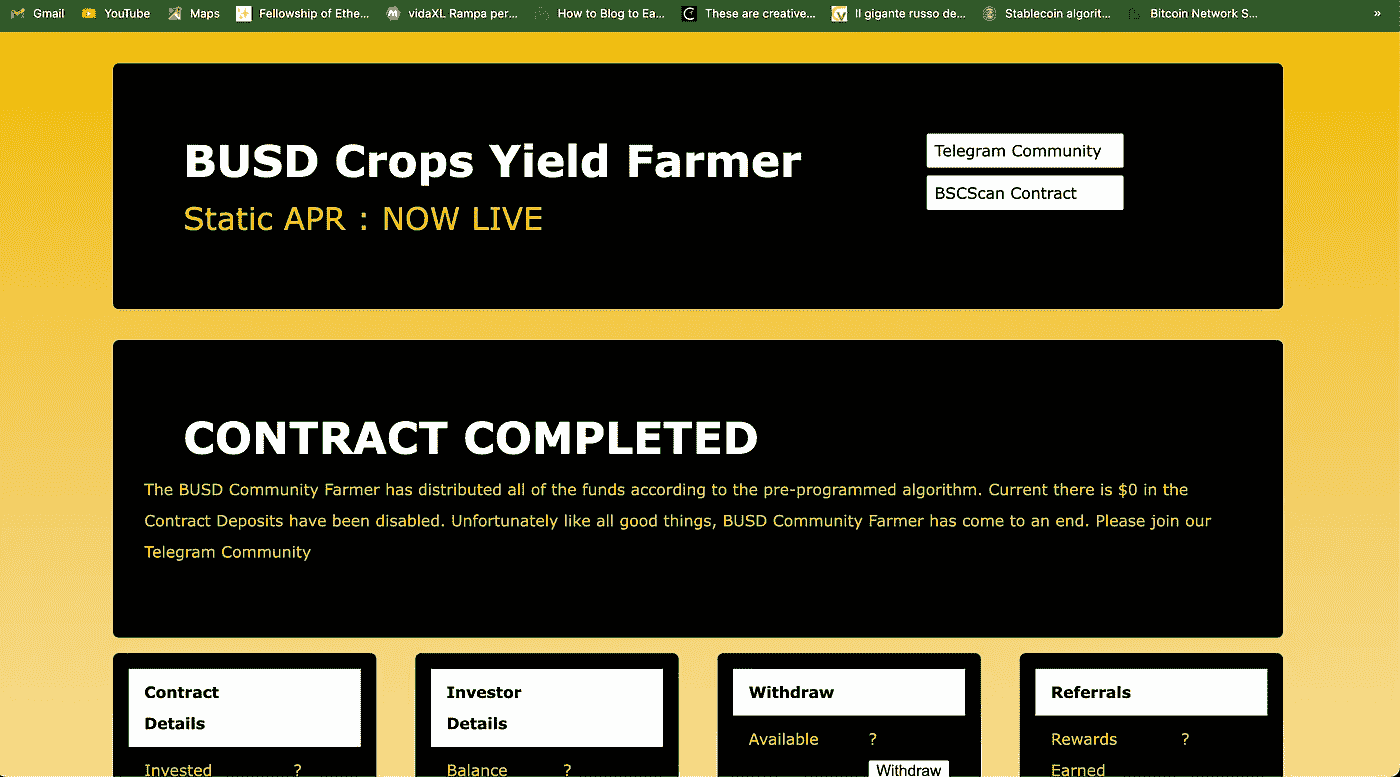 Gmail YouTube Maps Fellowship of Ethe... vidaXL Rampa per... How to Blog to Ea... These are creative... Il gigante russo de... Stablecoin algorit... Bitcoin Network S... »
BUSD Crops Yield Farmer
Static APR : NOW LIVE
Telegram Community
BSCScan Contract
CONTRACT COMPLETED
The BUSD Community Farmer has distributed all of the funds according to the pre-programmed algorithm. Current there is $0 in the
Contract Deposits have been disabled. Unfortunately like all good things, BUSD Community Farmer has come to an end. Please join our
Telegram Community
Contract
Details
Invested ?
Investor
Details
Balance ?
Withdraw
Available ?
Withdraw
Referrals
Rewards ?
Earned